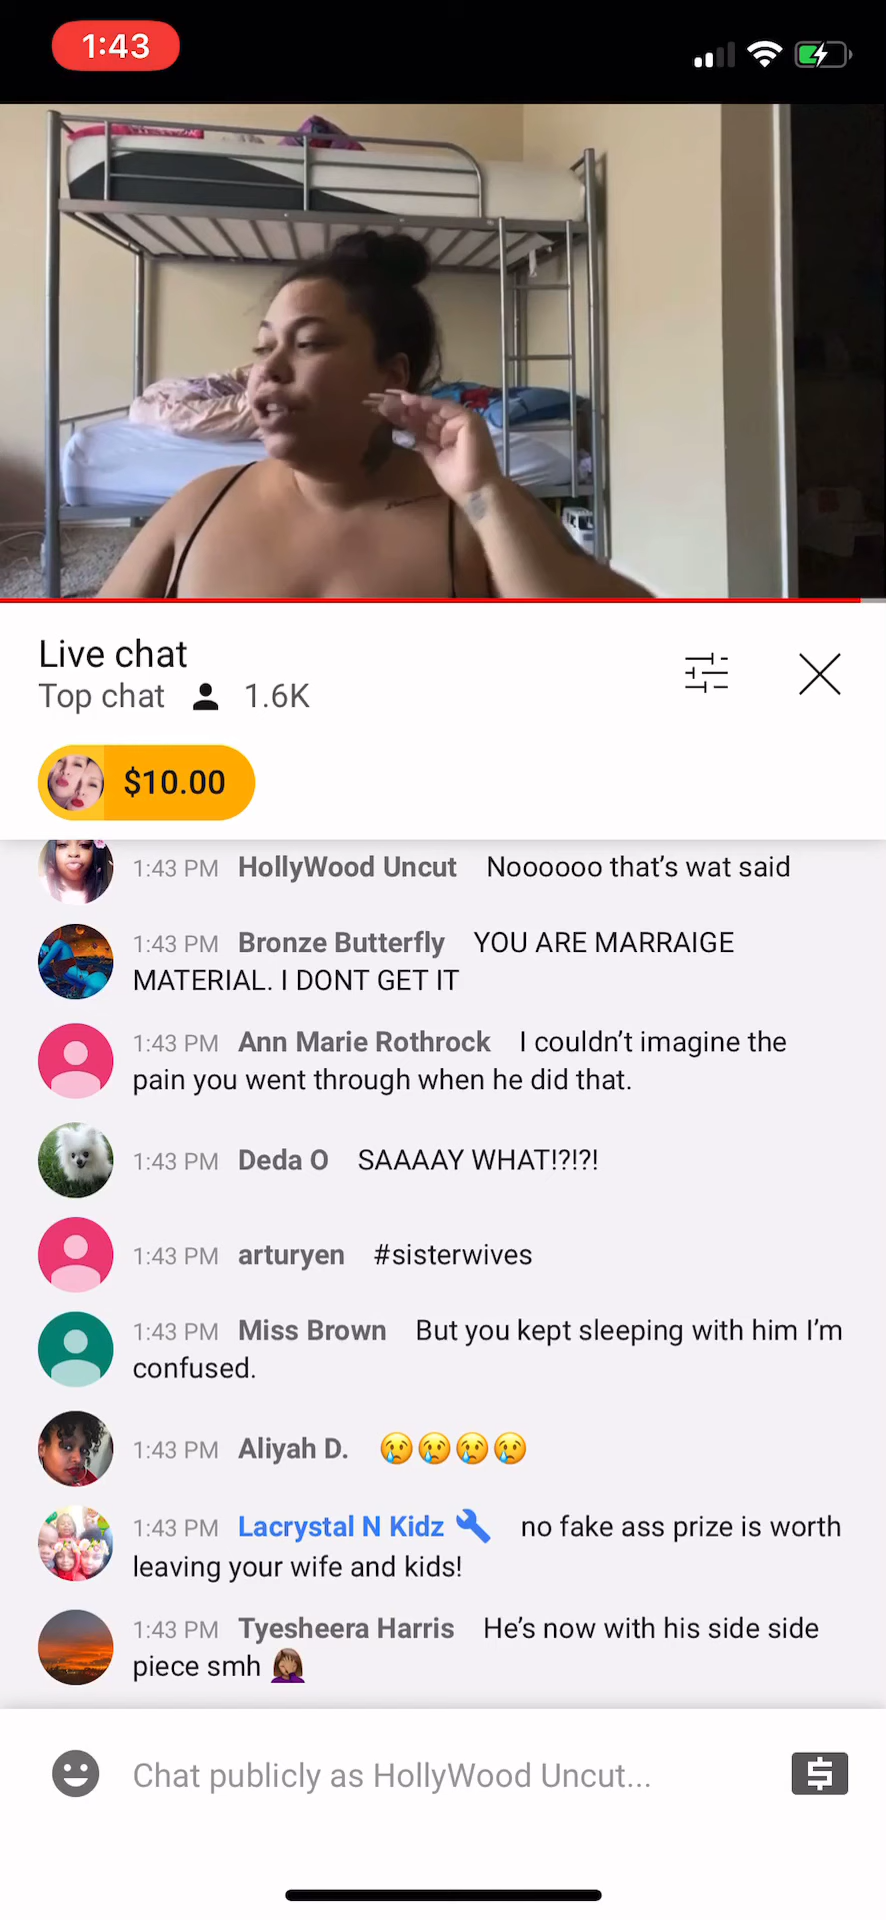 1:43
Live chat
Top chat 1.6K
$10.00
1:43 PM HollyWood Uncut Noooooo that’s wat said
1:43 PM Bronze Butterfly YOU ARE MARRAIGE
MATERIAL. I DONT GET IT
1:43 PM Ann Marie Rothrock I couldn’t imagine the
pain you went through when he did that.
1:43 PM Deda O SAAAAY WHAT!?!?!
1:43 PM arturyen #sisterwives
1:43 PM Miss Brown But you kept sleeping with him I’m
confused.
1:43 PM Aliyah D. 😢😢😢😢
1:43 PM Lacrystal N Kidz 🔧 no fake ass prize is worth
leaving your wife and kids!
1:43 PM Tyesheera Harris He’s now with his side side
piece smh 🤦🏾‍♀️
Chat publicly as HollyWood Uncut...